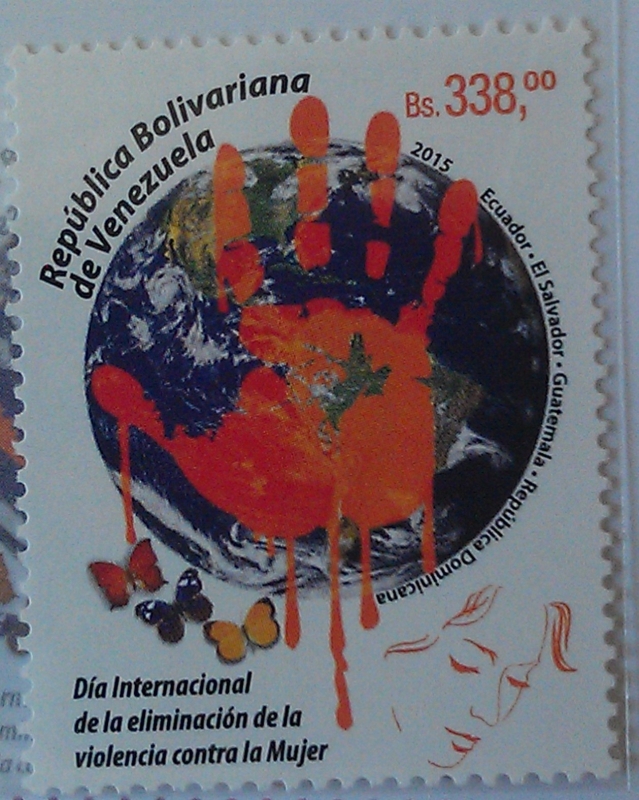 República Bolivariana
de Venezuela
Bs. 338,00
2015
Ecuador • El Salvador • Guatemala • República Dominicana
Día Internacional
de la eliminación de la
violencia contra la Mujer